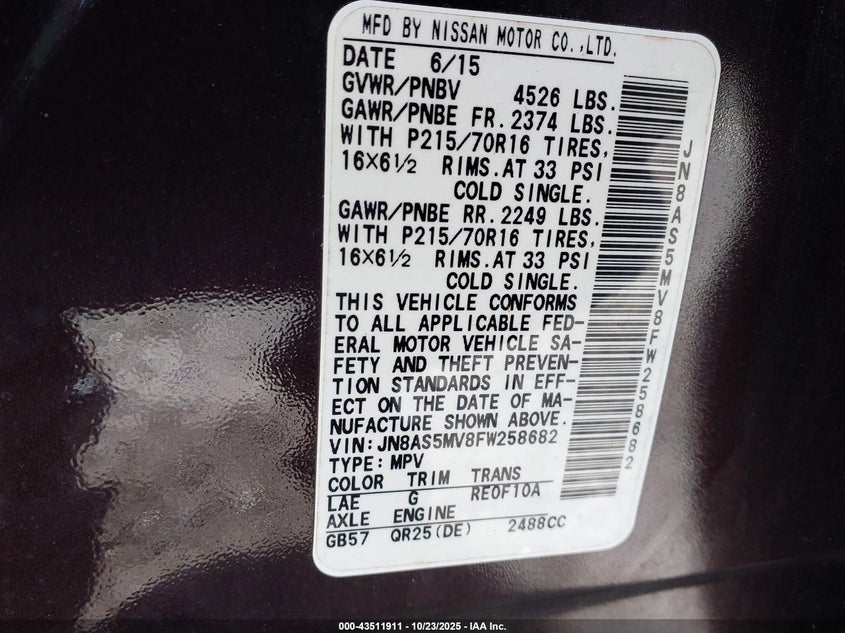 MFD BY NISSAN MOTOR CO.,LTD.
DATE 6/15
GVWR/PNBV 4526 LBS.
GAWR/PNBE FR. 2374 LBS.
WITH P215/70R16 TIRES,
16X6½ RIMS.AT 33 PSI
COLD SINGLE.
GAWR/PNBE RR. 2249 LBS.
WITH P215/70R16 TIRES,
16X6½ RIMS.AT 33 PSI
COLD SINGLE.
THIS VEHICLE CONFORMS
TO ALL APPLICABLE FED-
ERAL MOTOR VEHICLE SA-
FETY AND THEFT PREVEN-
TION STANDARDS IN EFF-
ECT ON THE DATE OF MA-
NUFACTURE SHOWN ABOVE.
VIN:JN8AS5MV8FW258682
TYPE:MPV
COLOR TRIM TRANS
LAE G RE0F10A
AXLE ENGINE
GB57 QR25(DE) 2488CC
JN8AS5MV8FW258682
000-43511911 - 10/23/2025 - IAA Inc.